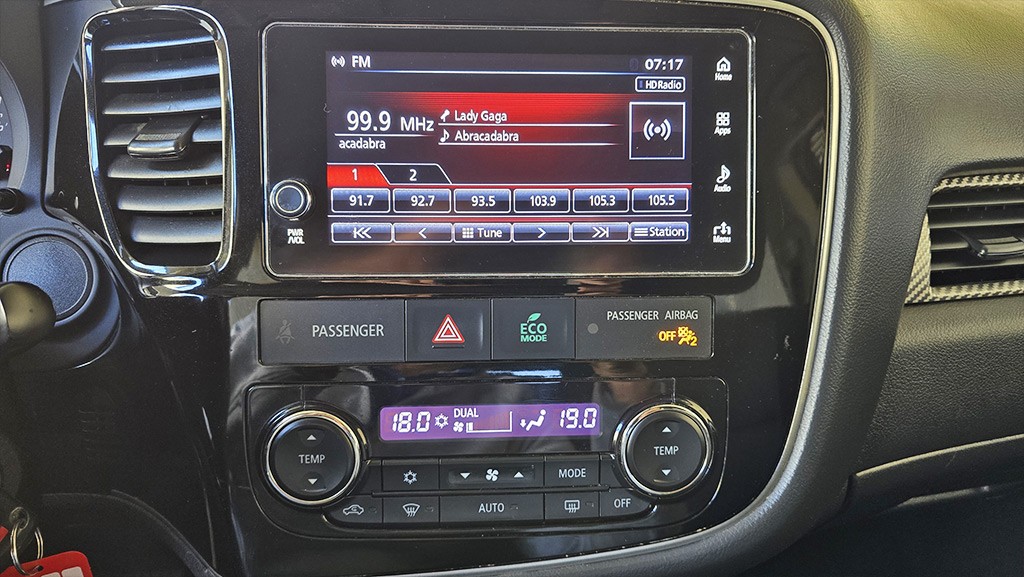 FM
07:17
HD Radio
99.9 MHz
acadabra
Lady Gaga
Abracadabra
1 2
91.7 92.7 93.5 103.9 105.3 105.5
Tune
Station
PWR
/VOL
Home
Apps
Audio
Menu
PASSENGER
ECO
MODE
PASSENGER AIRBAG
OFF 2
18.0
DUAL
19.0
TEMP
MODE
TEMP
AUTO
OFF